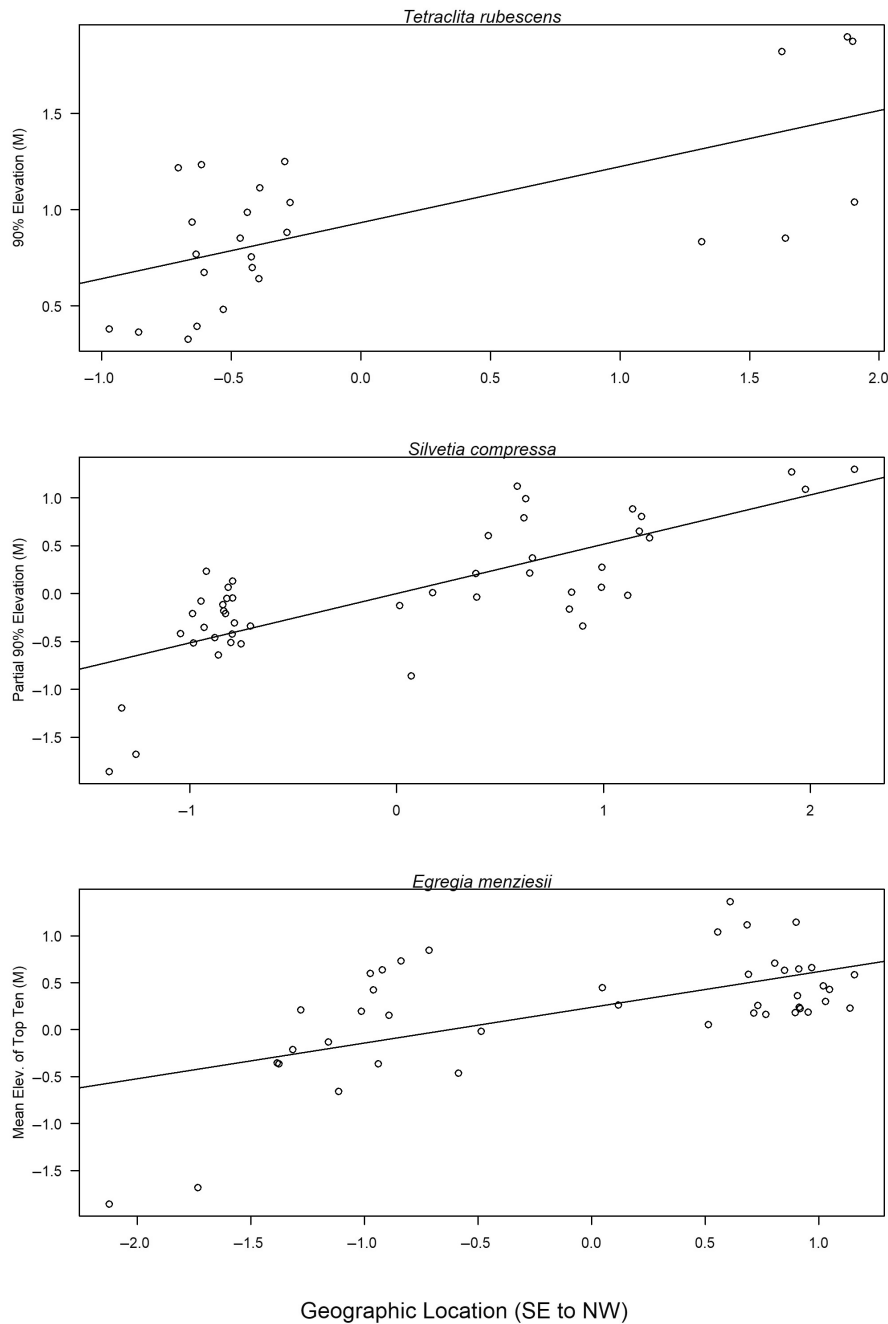 Tetraclita rubescens
90% Elevation (M)
1.5
1.0
0.5
–1.0 –0.5 0.0 0.5 1.0 1.5 2.0
Silvetia compressa
Partial 90% Elevation (M)
1.0
0.5
0.0
–0.5
–1.0
–1.5
–1 0 1 2
Egregia menziesii
Mean Elev. of Top Ten (M)
1.0
0.5
0.0
–0.5
–1.0
–1.5
–2.0 –1.5 –1.0 –0.5 0.0 0.5 1.0
Geographic Location (SE to NW)